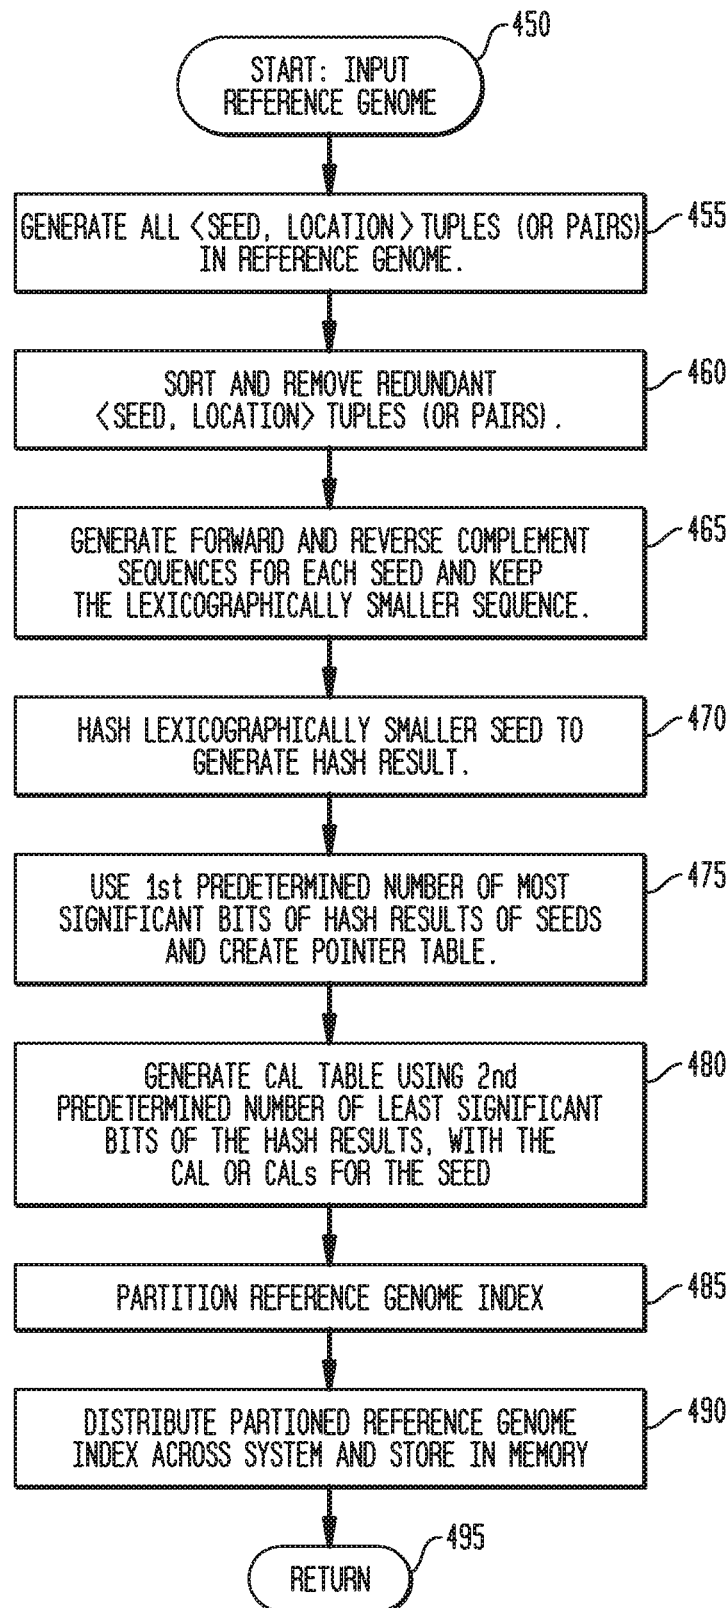 450
START: INPUT
REFERENCE GENOME
GENERATE ALL <SEED, LOCATION> TUPLES (OR PAIRS)
IN REFERENCE GENOME.
455
SORT AND REMOVE REDUNDANT
<SEED, LOCATION> TUPLES (OR PAIRS).
460
GENERATE FORWARD AND REVERSE COMPLEMENT
SEQUENCES FOR EACH SEED AND KEEP
THE LEXICOGRAPHICALLY SMALLER SEQUENCE.
465
HASH LEXICOGRAPHICALLY SMALLER SEED TO
GENERATE HASH RESULT.
470
USE 1st PREDETERMINED NUMBER OF MOST
SIGNIFICANT BITS OF HASH RESULTS OF SEEDS
AND CREATE POINTER TABLE.
475
GENERATE CAL TABLE USING 2nd
PREDETERMINED NUMBER OF LEAST SIGNIFICANT
BITS OF THE HASH RESULTS, WITH THE
CAL OR CALs FOR THE SEED
480
PARTITION REFERENCE GENOME INDEX
485
DISTRIBUTE PARTIONED REFERENCE GENOME
INDEX ACROSS SYSTEM AND STORE IN MEMORY
490
495
RETURN